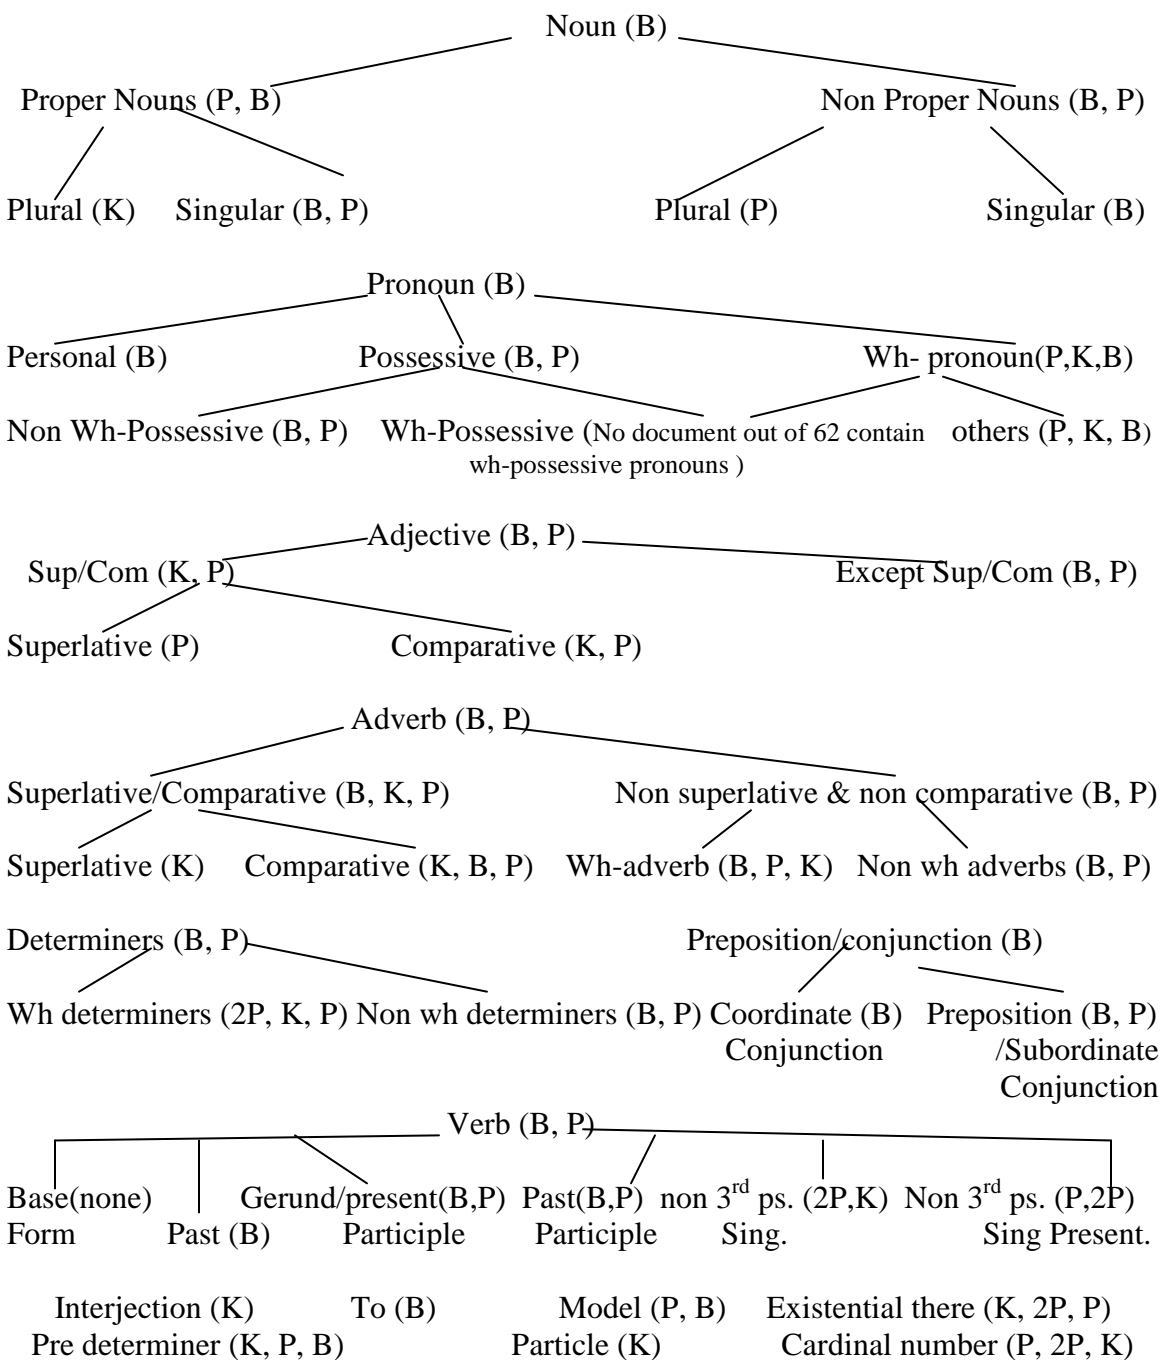 Noun (B)
Proper Nouns (P, B) Non Proper Nouns (B, P)
Plural (K) Singular (B, P) Plural (P) Singular (B)
Pronoun (B)
Personal (B) Possessive (B, P) Wh- pronoun(P,K,B)
Non Wh-Possessive (B, P) Wh-Possessive (No document out of 62 contain others (P, K, B)
wh-possessive pronouns )
Adjective (B, P)
Sup/Com (K, P) Except Sup/Com (B, P)
Superlative (P) Comparative (K, P)
Adverb (B, P)
Superlative/Comparative (B, K, P) Non superlative & non comparative (B, P)
Superlative (K) Comparative (K, B, P) Wh-adverb (B, P, K) Non wh adverbs (B, P)
Determiners (B, P) Preposition/conjunction (B)
Wh determiners (2P, K, P) Non wh determiners (B, P) Coordinate (B) Preposition (B, P)
Conjunction /Subordinate
Conjunction
Verb (B, P)
Base(none) Gerund/present(B,P) Past(B,P) non 3rd ps. (2P,K) Non 3rd ps. (P,2P)
Form Past (B) Participle Participle Sing. Sing Present.
Interjection (K) To (B) Model (P, B) Existential there (K, 2P, P)
Pre determiner (K, P, B) Particle (K) Cardinal number (P, 2P, K)